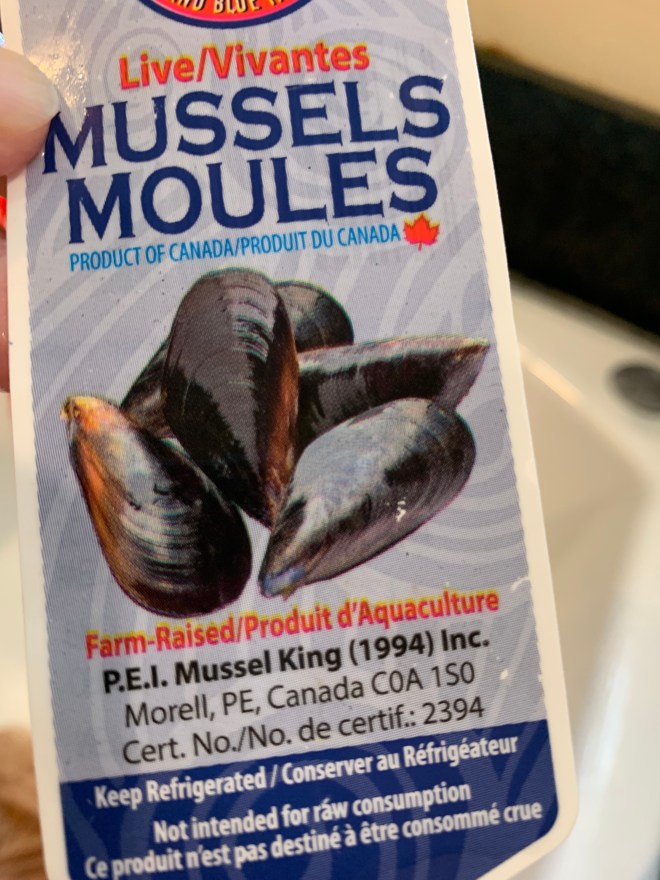 BLUE
Live/Vivantes
MUSSELS
MOULES
PRODUCT OF CANADA/PRODUIT DU CANADA
Farm-Raised/Produit d'Aquaculture
P.E.I. Mussel King (1994) Inc.
Morell, PE, Canada C0A 1S0
Cert. No./No. de certif.: 2394
Keep Refrigerated / Conserver au Réfrigéateur
Not intended for raw consumption
Ce produit n'est pas destiné à être consommé crue